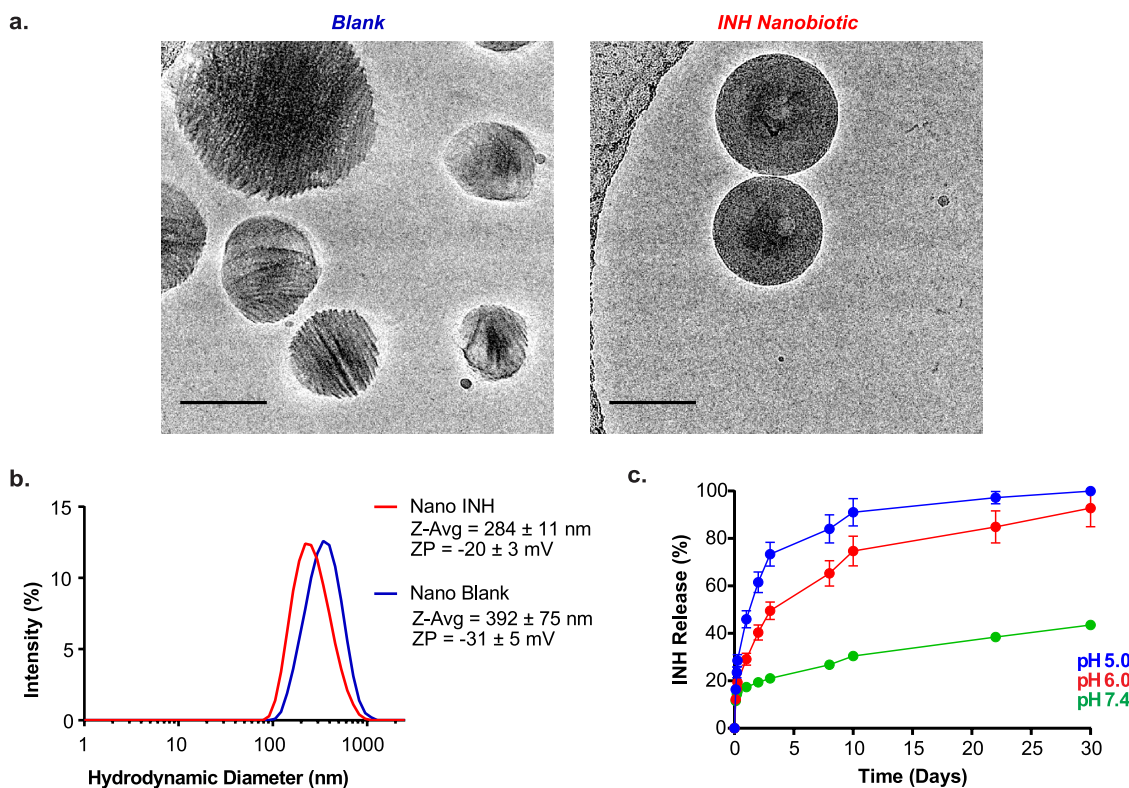 a.
Blank
INH Nanobiotic
b.
15
10
5
0
Intensity (%)
1
10
100
1000
Hydrodynamic Diameter (nm)
Nano INH
Z-Avg = 284 ± 11 nm
ZP = -20 ± 3 mV
Nano Blank
Z-Avg = 392 ± 75 nm
ZP = -31 ± 5 mV
c.
100
80
60
40
20
0
INH Release (%)
0
5
10
15
20
25
30
Time (Days)
pH 5.0
pH 6.0
pH 7.4